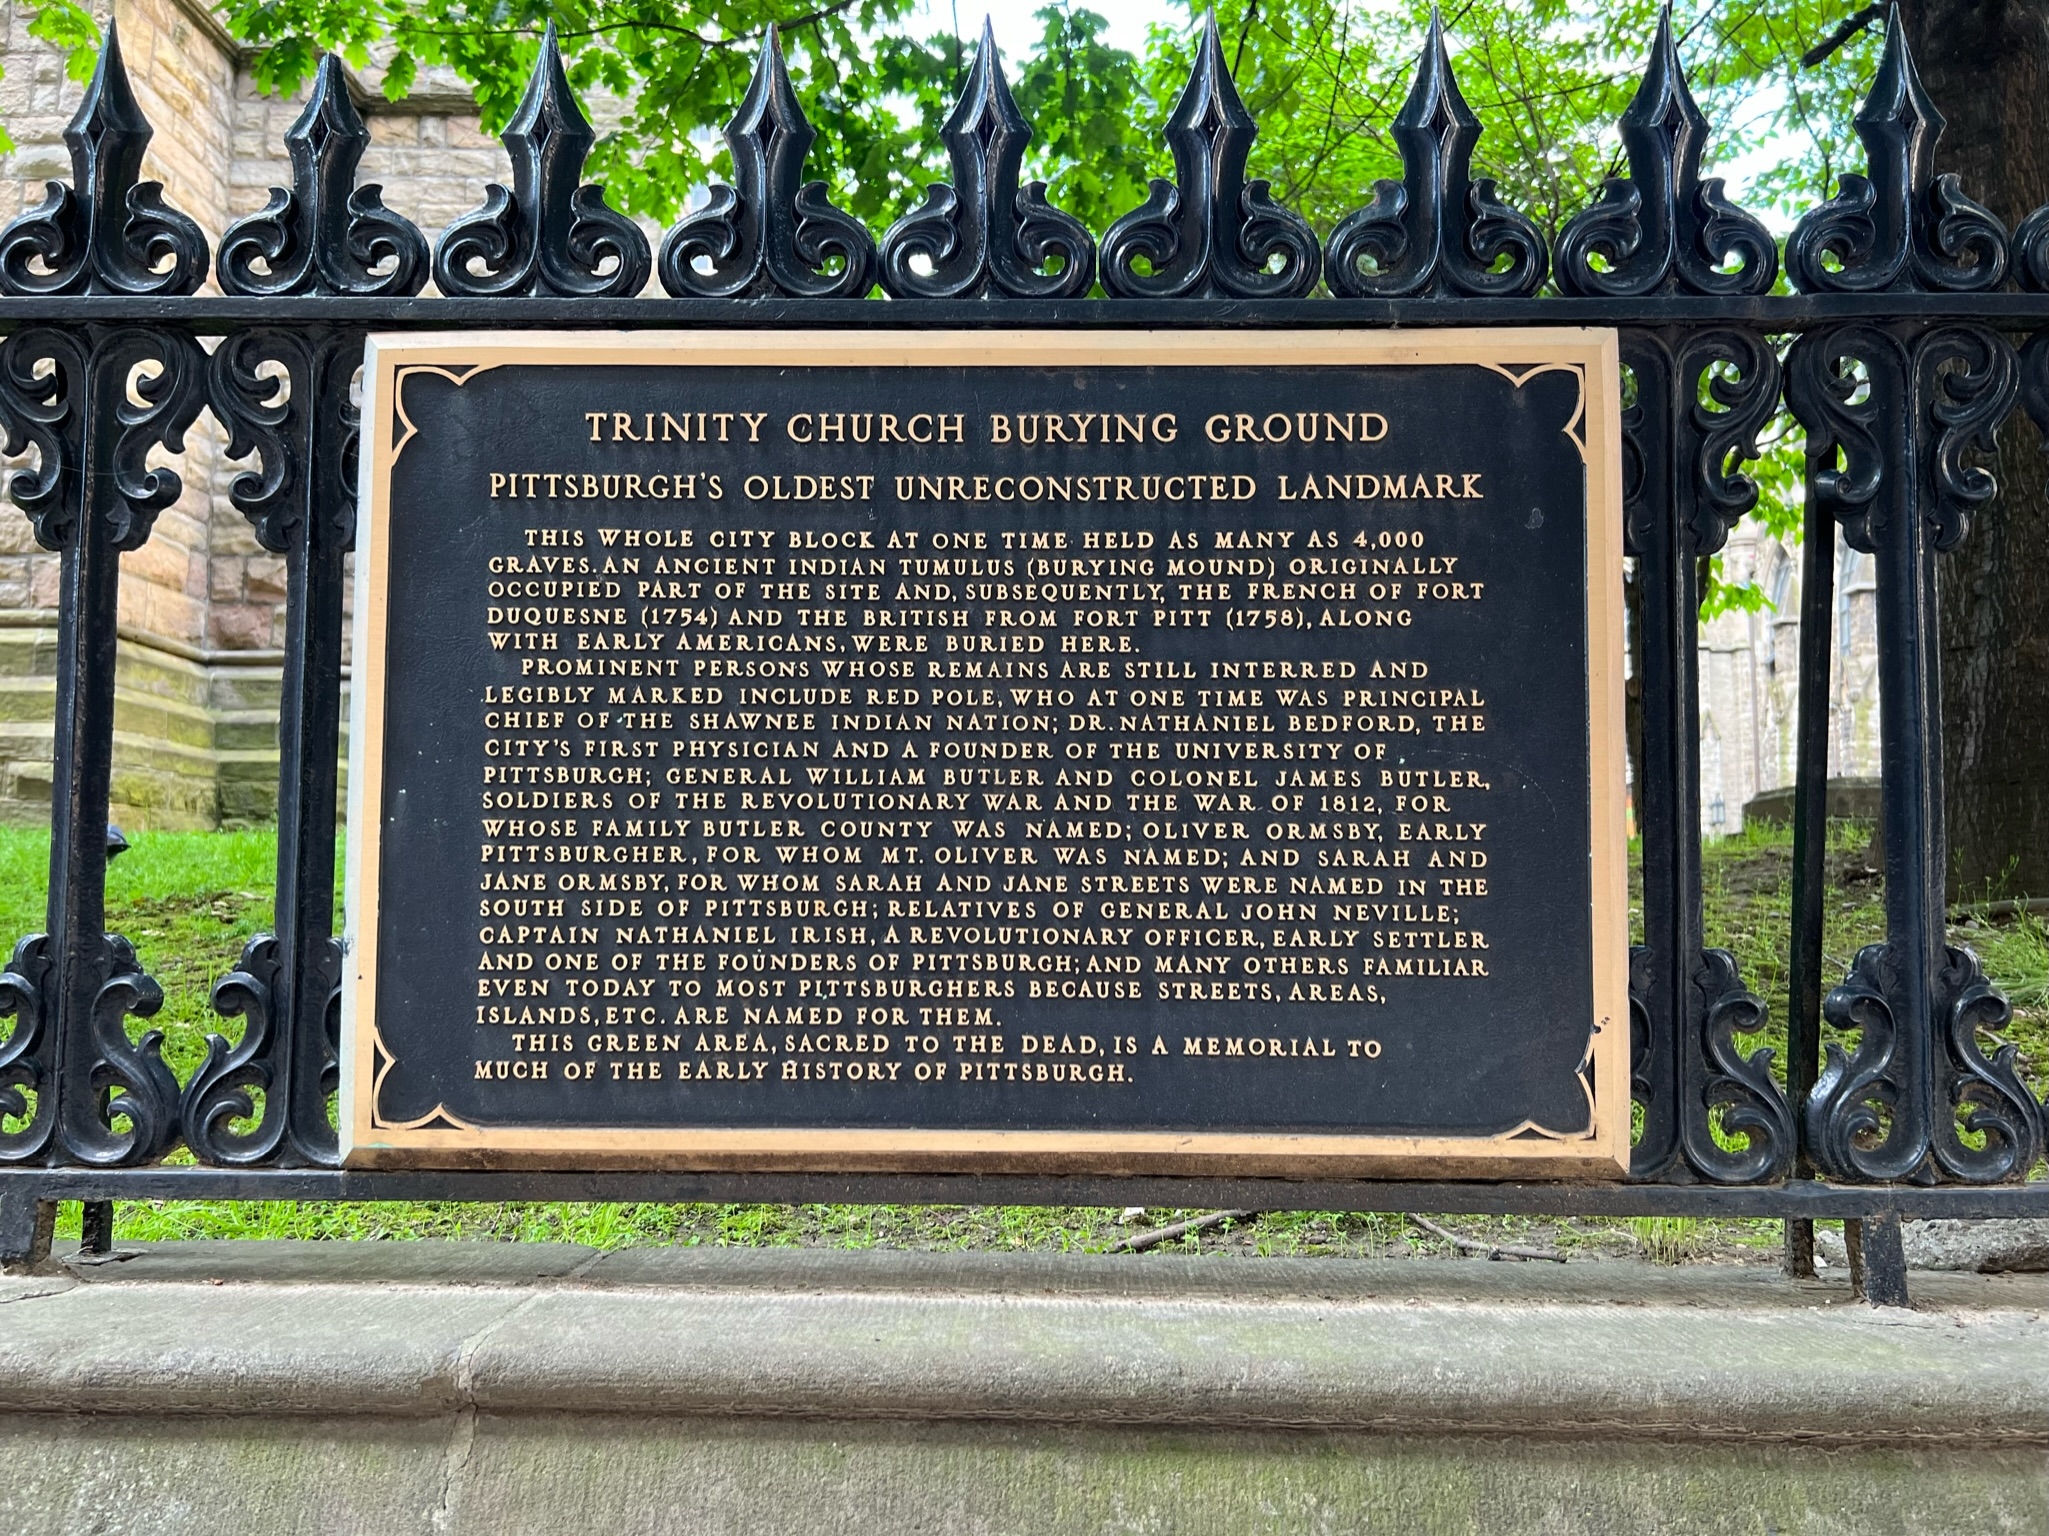 TRINITY CHURCH BURYING GROUND
PITTSBURGH'S OLDEST UNRECONSTRUCTED LANDMARK
THIS WHOLE CITY BLOCK AT ONE TIME HELD AS MANY AS 4,000
GRAVES. AN ANCIENT INDIAN TUMULUS (BURYING MOUND) ORIGINALLY
OCCUPIED PART OF THE SITE AND, SUBSEQUENTLY, THE FRENCH OF FORT
DUQUESNE (1754) AND THE BRITISH FROM FORT PITT (1758), ALONG
WITH EARLY AMERICANS, WERE BURIED HERE.
PROMINENT PERSONS WHOSE REMAINS ARE STILL INTERRED AND
LEGIBLY MARKED INCLUDE RED POLE, WHO AT ONE TIME WAS PRINCIPAL
CHIEF OF THE SHAWNEE INDIAN NATION; DR. NATHANIEL BEDFORD, THE
CITY'S FIRST PHYSICIAN AND A FOUNDER OF THE UNIVERSITY OF
PITTSBURGH; GENERAL WILLIAM BUTLER AND COLONEL JAMES BUTLER,
SOLDIERS OF THE REVOLUTIONARY WAR AND THE WAR OF 1812, FOR
WHOSE FAMILY BUTLER COUNTY WAS NAMED; OLIVER ORMSBY, EARLY
PITTSBURGHER, FOR WHOM MT. OLIVER WAS NAMED; AND SARAH AND
JANE ORMSBY, FOR WHOM SARAH AND JANE STREETS WERE NAMED IN THE
SOUTH SIDE OF PITTSBURGH; RELATIVES OF GENERAL JOHN NEVILLE;
CAPTAIN NATHANIEL IRISH, A REVOLUTIONARY OFFICER, EARLY SETTLER
AND ONE OF THE FOUNDERS OF PITTSBURGH; AND MANY OTHERS FAMILIAR
EVEN TODAY TO MOST PITTSBURGHERS BECAUSE STREETS, AREAS,
ISLANDS, ETC. ARE NAMED FOR THEM.
THIS GREEN AREA, SACRED TO THE DEAD, IS A MEMORIAL TO
MUCH OF THE EARLY HISTORY OF PITTSBURGH.